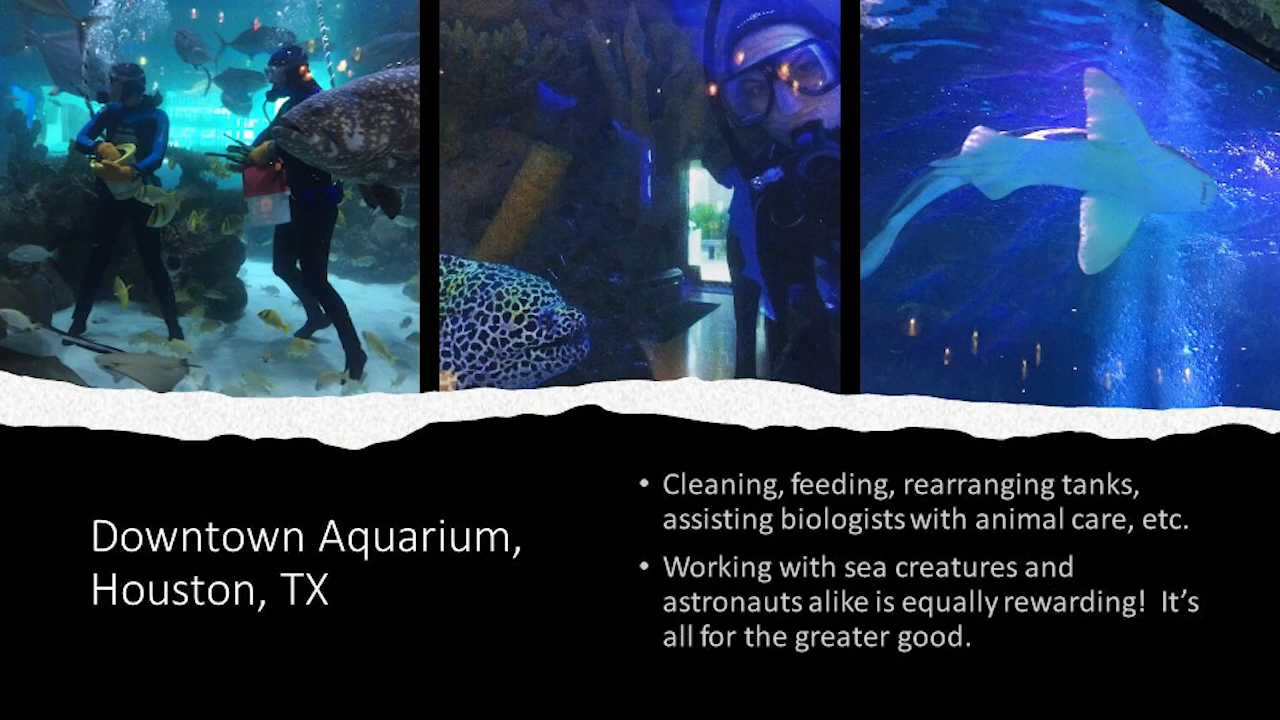 Downtown Aquarium,
Houston, TX
• Cleaning, feeding, rearranging tanks,
assisting biologists with animal care, etc.
• Working with sea creatures and
astronauts alike is equally rewarding!  It’s
all for the greater good.